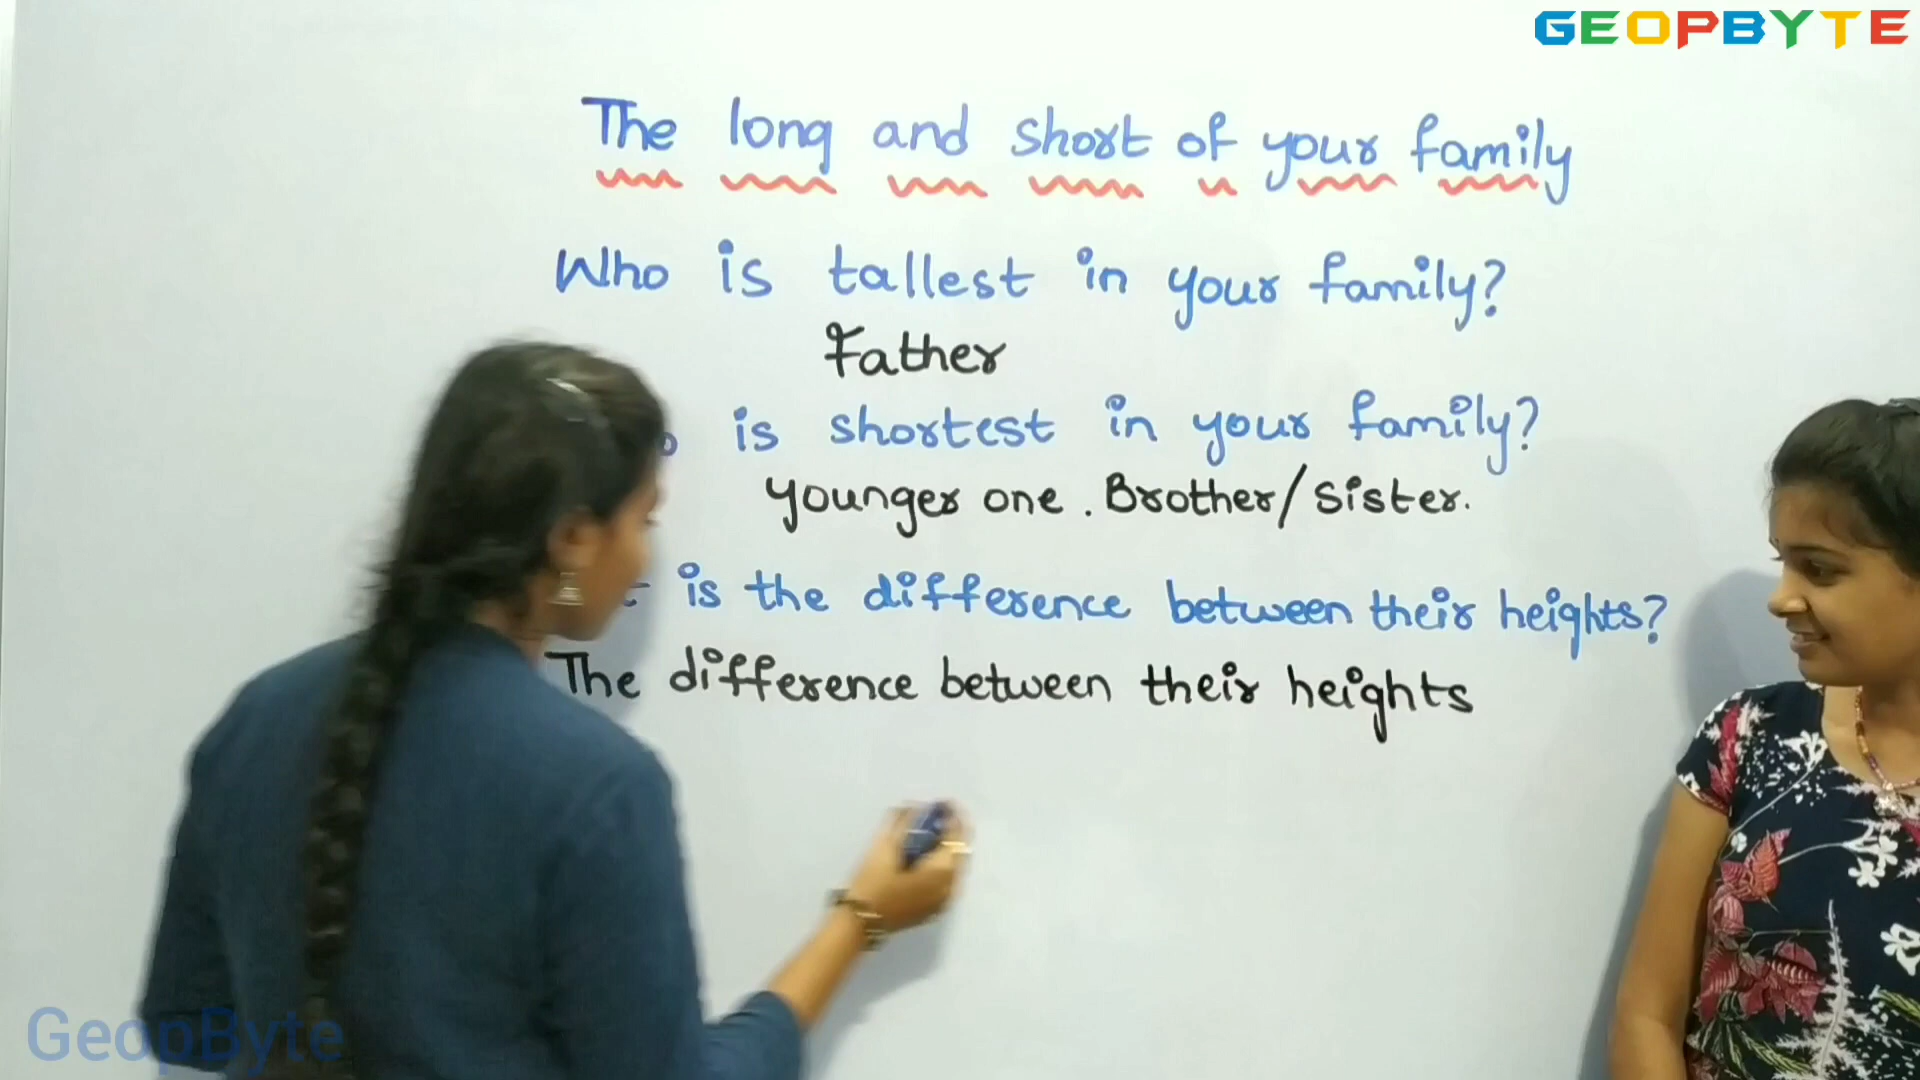 GEOPBYTE
The long and short of your family
Who is tallest in your family?
Father
is shortest in your family?
younger one. Brother/Sister.
is the difference between their heights?
The difference between their heights
GeopByte